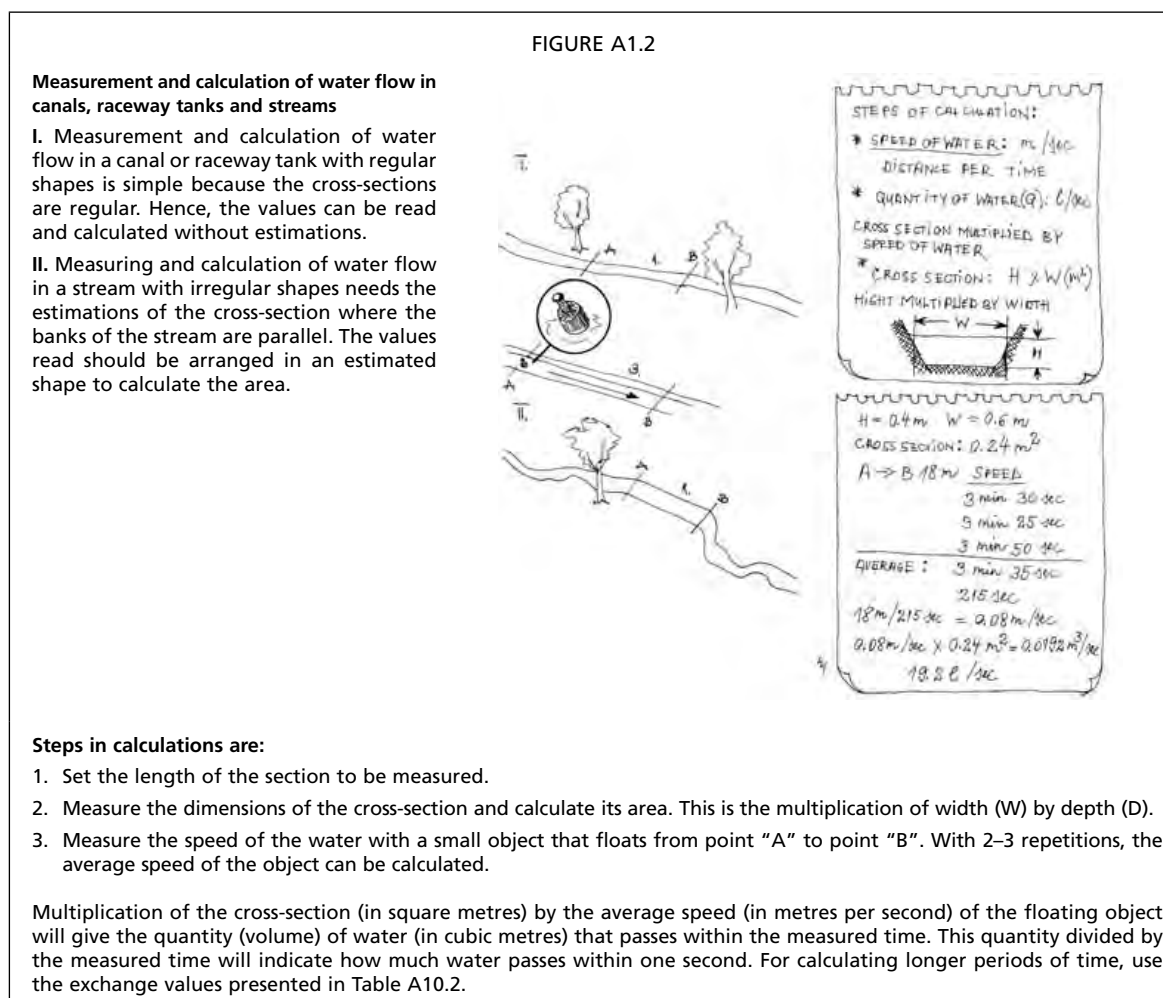 FIGURE A1.2
Measurement and calculation of water flow in
canals, raceway tanks and streams
I. Measurement and calculation of water
flow in a canal or raceway tank with regular
shapes is simple because the cross-sections
are regular. Hence, the values can be read
and calculated without estimations.
II. Measuring and calculation of water flow
in a stream with irregular shapes needs the
estimations of the cross-section where the
banks of the stream are parallel. The values
read should be arranged in an estimated
shape to calculate the area.
I.
A
1.
B
B
A
3.
B
II.
A
1.
B
STEPS OF CALCULATION:
* SPEED OF WATER: m/sec
DISTANCE PER TIME
* QUANTITY OF WATER(Q): l/sec
CROSS SECTION MULTIPLIED BY
SPEED OF WATER
* CROSS SECTION: H x W (m²)
HIGHT MULTIPLIED BY WIDTH
W
H
H = 0.4 m W = 0.6 m
CROSS SECTION: 0.24 m²
A → B 18 m SPEED
3 min 30 sec
3 min 25 sec
3 min 50 sec
AVERAGE: 3 min 35 sec
215 sec
18 m/215 sec = 0.08 m/sec
0.08 m/sec x 0.24 m² = 0.0192 m³/sec
19.2 l/sec
Steps in calculations are:
1. Set the length of the section to be measured.
2. Measure the dimensions of the cross-section and calculate its area. This is the multiplication of width (W) by depth (D).
3. Measure the speed of the water with a small object that floats from point “A” to point “B”. With 2–3 repetitions, the
average speed of the object can be calculated.
Multiplication of the cross-section (in square metres) by the average speed (in metres per second) of the floating object
will give the quantity (volume) of water (in cubic metres) that passes within the measured time. This quantity divided by
the measured time will indicate how much water passes within one second. For calculating longer periods of time, use
the exchange values presented in Table A10.2.